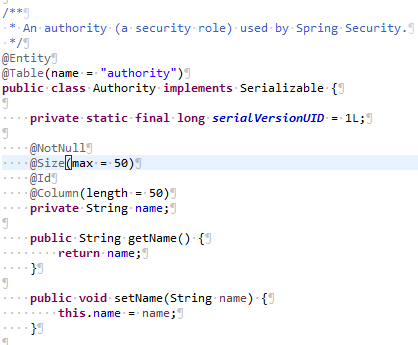 /**
 * An authority (a security role) used by Spring Security.
 */
@Entity
@Table(name = "authority")
public class Authority implements Serializable {

    private static final long serialVersionUID = 1L;

    @NotNull
    @Size(max = 50)
    @Id
    @Column(length = 50)
    private String name;

    public String getName() {
        return name;
    }

    public void setName(String name) {
        this.name = name;
    }